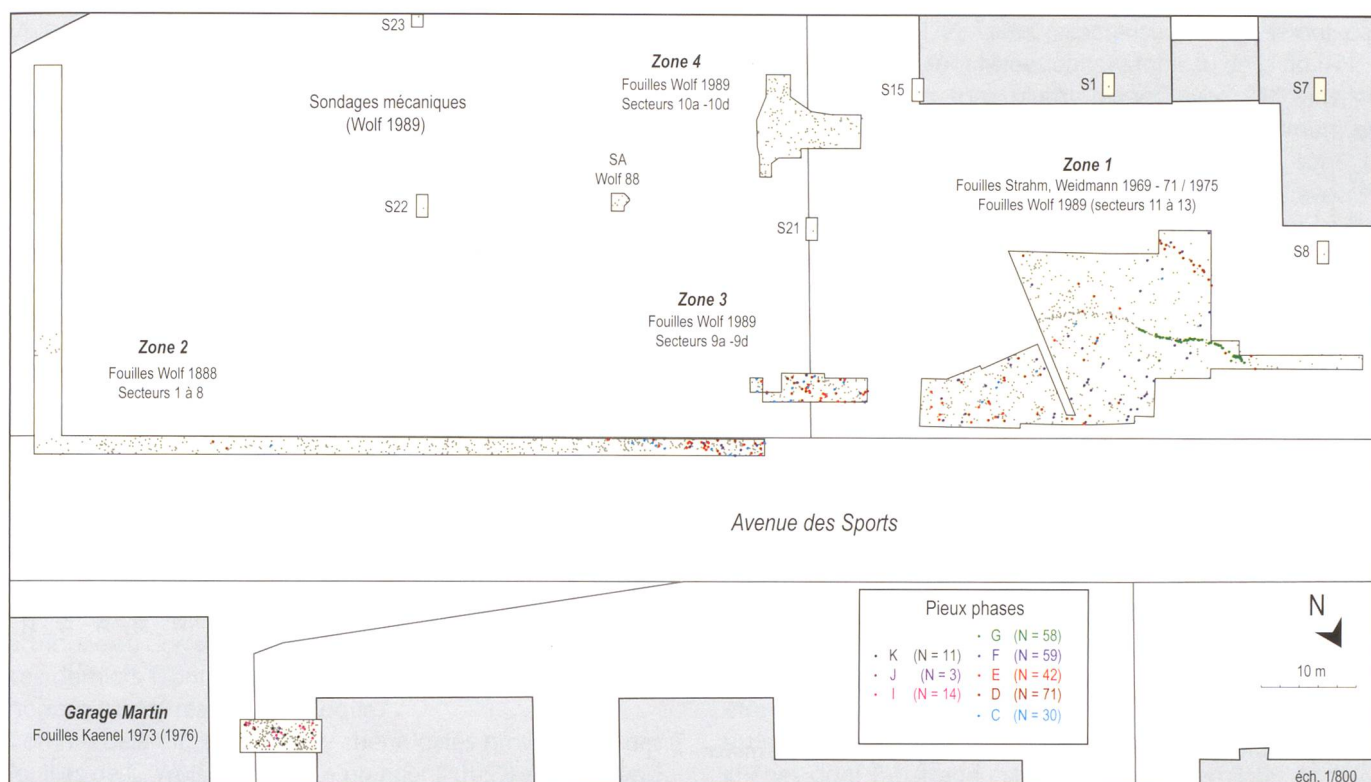 S23
Zone 4
Fouilles Wolf 1989
Secteurs 10a -10d
S15
S1
S7
Sondages mécaniques
(Wolf 1989)
SA
Wolf 88
S22
S21
Zone 1
Fouilles Strahm, Weidmann 1969 - 71 / 1975
Fouilles Wolf 1989 (secteurs 11 à 13)
S8
Zone 3
Fouilles Wolf 1989
Secteurs 9a -9d
Zone 2
Fouilles Wolf 1888
Secteurs 1 à 8
Avenue des Sports
Pieux phases
K (N = 11)
J (N = 3)
I (N = 14)
G (N = 58)
F (N = 59)
E (N = 42)
D (N = 71)
C (N = 30)
N
10 m
Garage Martin
Fouilles Kaenel 1973 (1976)
éch. 1/800